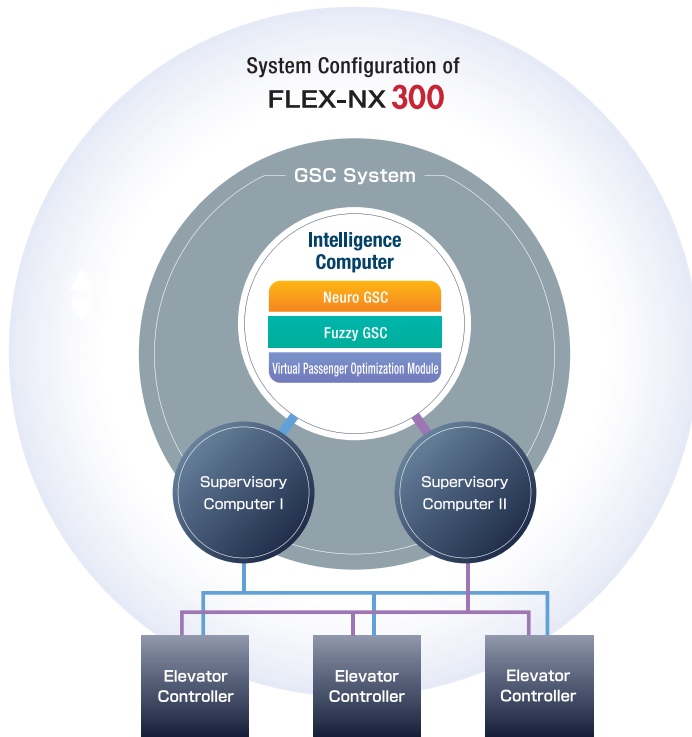 System Configuration of
FLEX-NX 300
GSC System
Intelligence
Computer
Neuro GSC
Fuzzy GSC
Virtual Passenger Optimization Module
Supervisory
Computer I
Supervisory
Computer II
Elevator
Controller
Elevator
Controller
Elevator
Controller